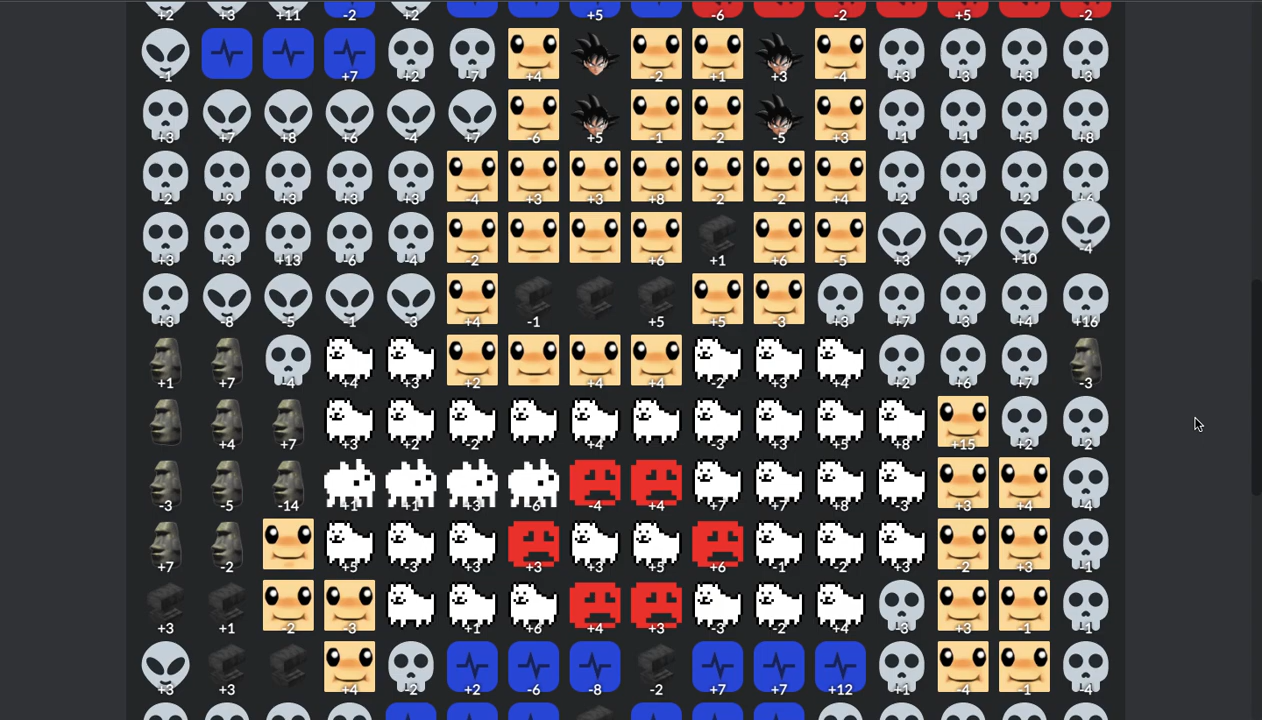 +2 +3 +11 -2 +2 +5 -6 -2 +5 -2
-1 +7 +2 -7 +4 -2 +1 +3 -4 +3 -3 +3 -3
+3 +7 +8 +6 -4 +7 -6 +5 -1 -2 -5 +3 -1 -1 +5 +8
-2 -9 +3 +3 -4 +3 +3 +8 -2 -2 +4 -2 -3 -2 +6
+3 +3 +13 -6 -4 -2 +6 +1 +6 -5 +3 +7 +10 -4
+3 -8 -5 -1 -3 +4 -1 +5 +5 -3 +3 +7 -3 +4 +16
+1 +7 -4 +4 +3 +2 +4 +4 -2 +3 +4 +2 +6 +7 -3
+4 +7 +3 +2 -2 +4 -3 +3 +5 +8 +15 +2 -2
-3 -5 -14 +1 +1 +3 -6 -4 +4 +7 +7 +8 -3 +3 +4 -4
+7 -2 +5 -3 +3 +3 +3 +5 +6 -1 -2 +3 -2 +3 -1
+3 +1 -2 -3 +1 +6 +4 +3 -3 -2 +4 -3 +3 -1 -1
+3 +3 +4 -2 +2 -6 -8 -2 +7 +7 +12 +1 -4 -1 -4